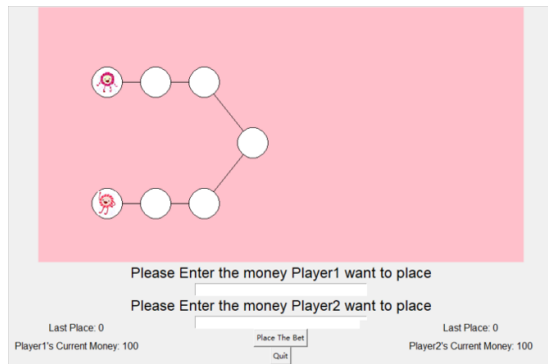 Please Enter the money Player1 want to place
Please Enter the money Player2 want to place
Last Place: 0
Place The Bet
Last Place: 0
Player1's Current Money: 100
Player2's Current Money: 100
Quit